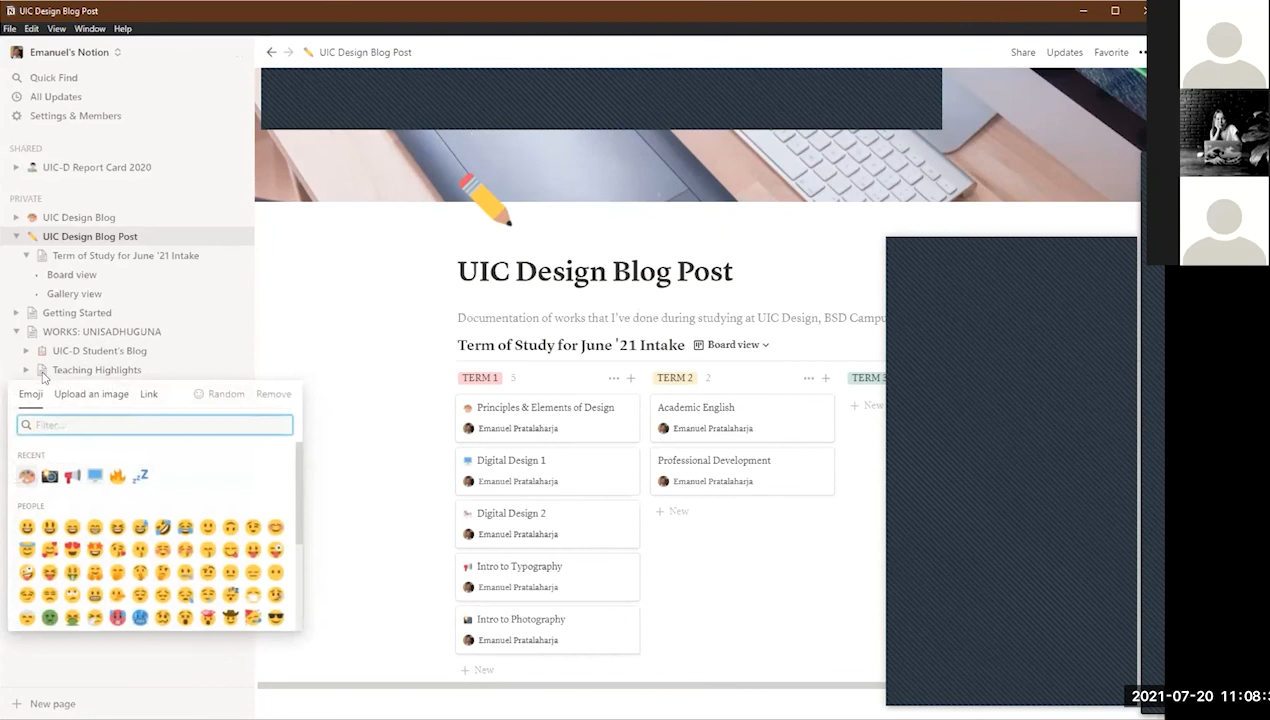 UIC Design Blog Post
File Edit View Window Help
Emanuel's Notion
UIC Design Blog Post
Share Updates Favorite
Quick Find
All Updates
Settings & Members
SHARED
UIC-D Report Card 2020
PRIVATE
UIC Design Blog
UIC Design Blog Post
Term of Study for June '21 Intake
Board view
Gallery view
Getting Started
WORKS: UNISADHUGUNA
UIC-D Student's Blog
Teaching Highlights
Emoji Upload an image Link Random Remove
Filter...
RECENT
PEOPLE
New page
UIC Design Blog Post
Documentation of works that I've done during studying at UIC Design, BSD Campu
Term of Study for June '21 Intake Board view
TERM 1 5
Principles & Elements of Design
Emanuel Pratalaharja
Digital Design 1
Emanuel Pratalaharja
Digital Design 2
Emanuel Pratalaharja
Intro to Typography
Emanuel Pratalaharja
Intro to Photography
Emanuel Pratalaharja
+ New
TERM 2 2
Academic English
Emanuel Pratalaharja
Professional Development
Emanuel Pratalaharja
+ New
TERM 3
+ New
2021-07-20 11:08: